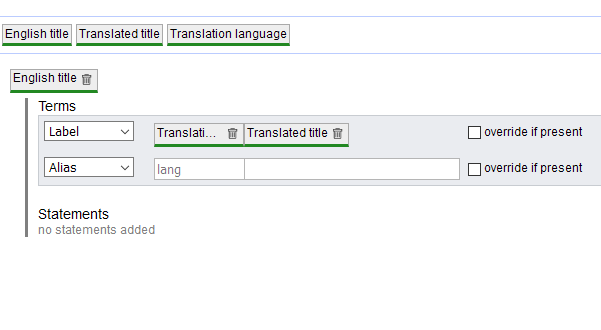 English title Translated title Translation language
English title
Terms
Label Translati... Translated title override if present
Alias lang override if present
Statements
no statements added